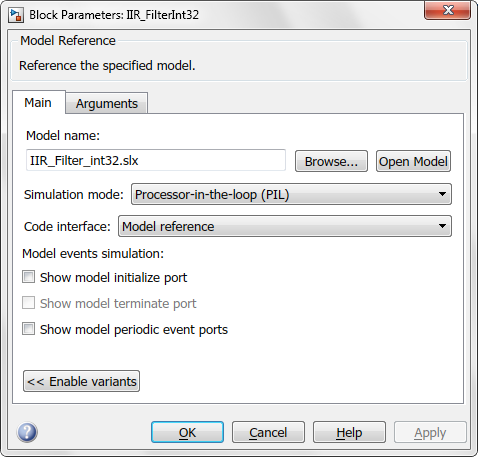 Block Parameters: IIR_FilterInt32
Model Reference
Reference the specified model.
Main Arguments
Model name:
IIR_Filter_int32.slx Browse... Open Model
Simulation mode: Processor-in-the-loop (PIL)
Code interface: Model reference
Model events simulation:
Show model initialize port
Show model terminate port
Show model periodic event ports
<< Enable variants
? OK Cancel Help Apply